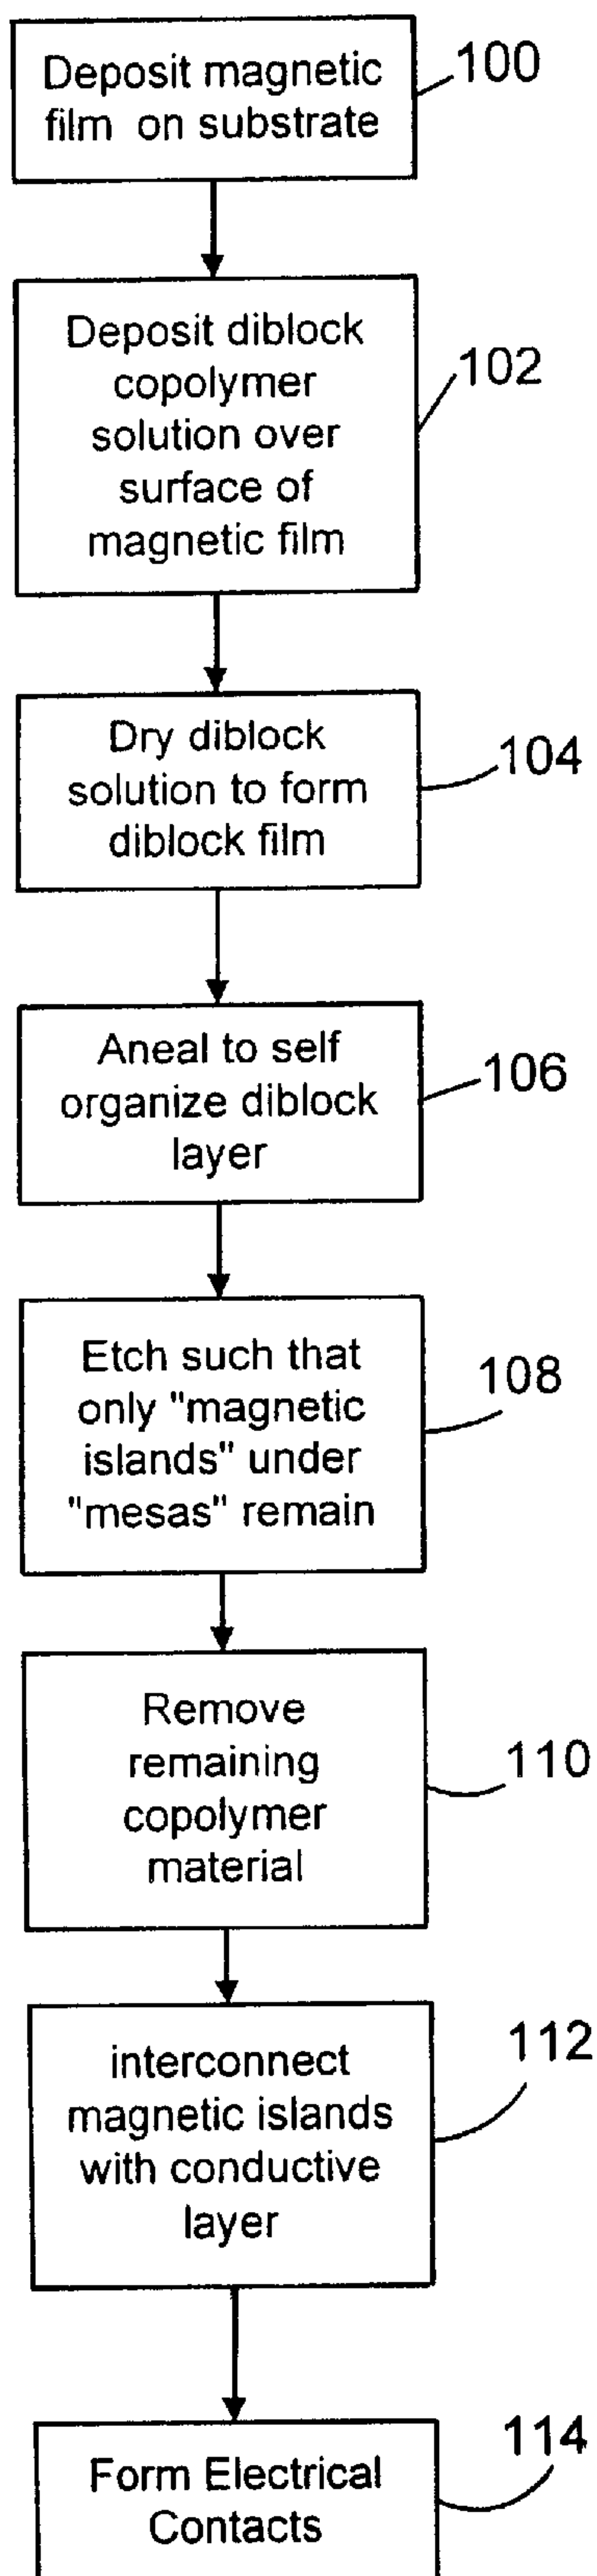 Deposit magnetic
film on substrate
100
Deposit diblock
copolymer
solution over
surface of
magnetic film
102
Dry diblock
solution to form
diblock film
104
Aneal to self
organize diblock
layer
106
Etch such that
only "magnetic
islands" under
"mesas" remain
108
Remove
remaining
copolymer
material
110
interconnect
magnetic islands
with conductive
layer
112
Form Electrical
Contacts
114